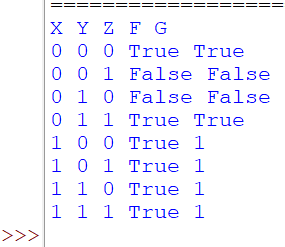 ==================
X Y Z F G
0 0 0 True True
0 0 1 False False
0 1 0 False False
0 1 1 True True
1 0 0 True 1
1 0 1 True 1
1 1 0 True 1
1 1 1 True 1
>>>